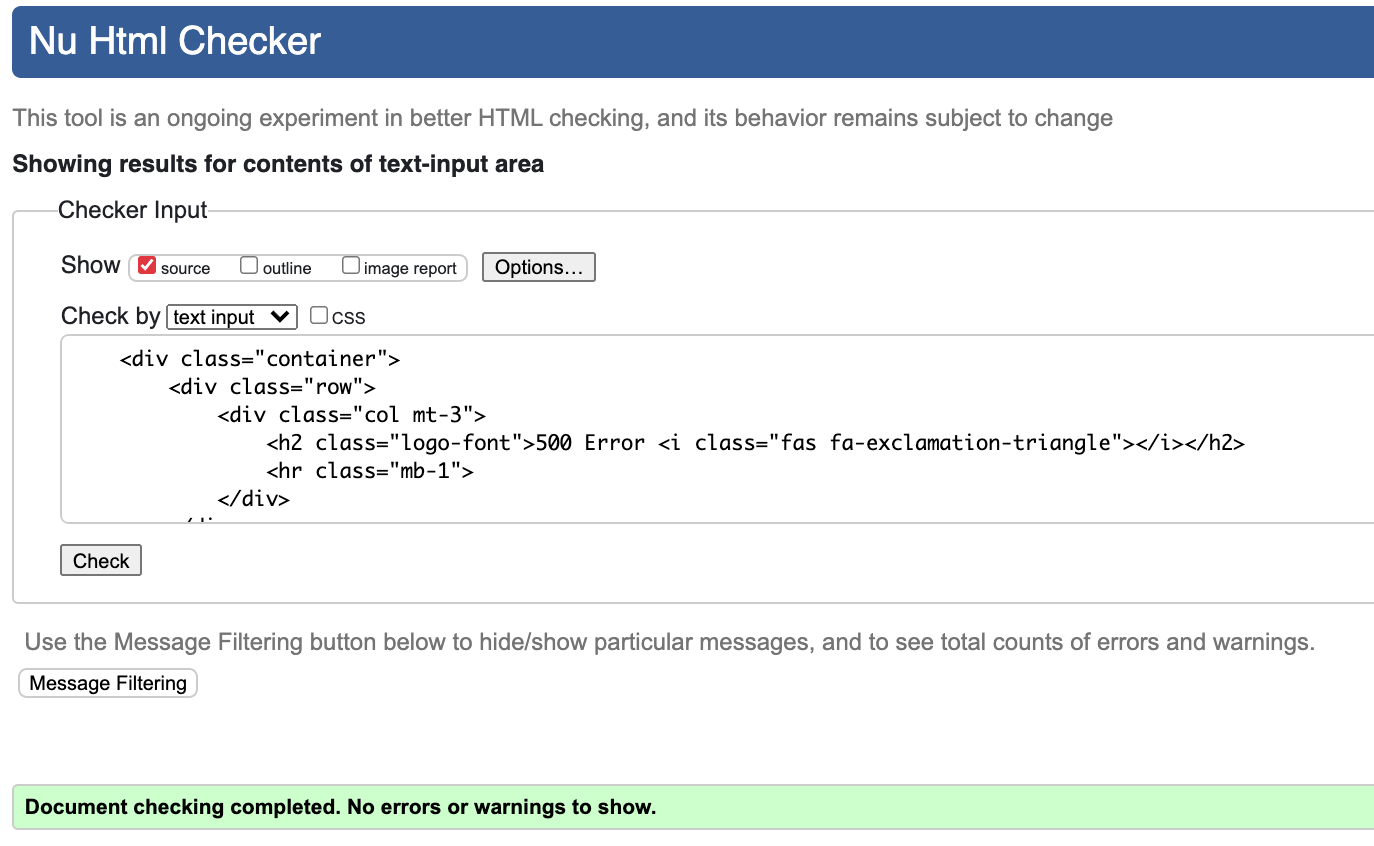 Nu Html Checker
This tool is an ongoing experiment in better HTML checking, and its behavior remains subject to change
Showing results for contents of text-input area
Checker Input
Show source outline image report Options...
Check by text input CSS
<div class="container">
<div class="row">
<div class="col mt-3">
<h2 class="logo-font">500 Error <i class="fas fa-exclamation-triangle"></i></h2>
<hr class="mb-1">
</div>
Check
Use the Message Filtering button below to hide/show particular messages, and to see total counts of errors and warnings.
Message Filtering
Document checking completed. No errors or warnings to show.